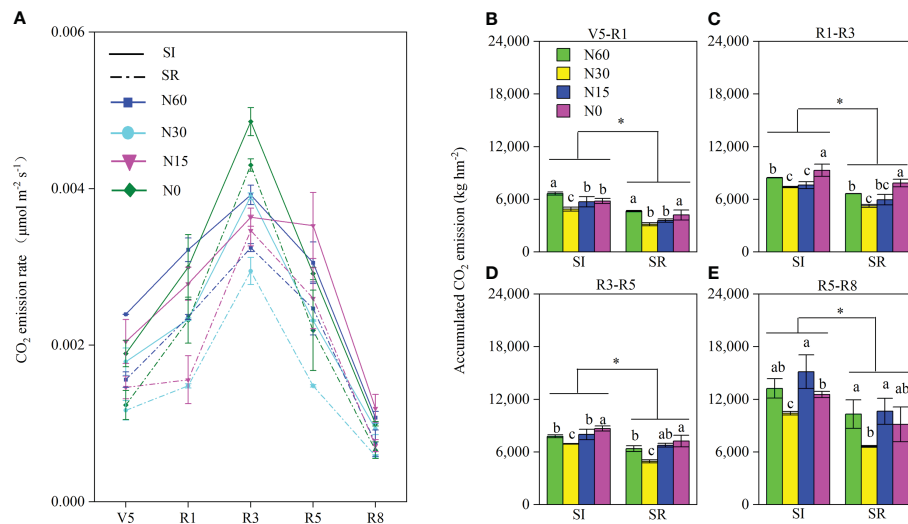 A
0.006
0.004
0.002
0.000
CO₂ emission rate （μmol m⁻² s⁻¹）
SI
SR
N60
N30
N15
N0
V5 R1 R3 R5 R8
Accumulated CO₂ emission (kg hm⁻²)
B
V5-R1
24,000
18,000
12,000
6,000
0
N60
N30
N15
N0
*
a c b b a b b a
SI SR
C
R1-R3
24,000
18,000
12,000
6,000
0
*
b c c a b c bc a
SI SR
D
R3-R5
24,000
18,000
12,000
6,000
0
*
b c b a b c ab a
SI SR
E
R5-R8
24,000
18,000
12,000
6,000
0
*
ab c a b a b a ab
SI SR